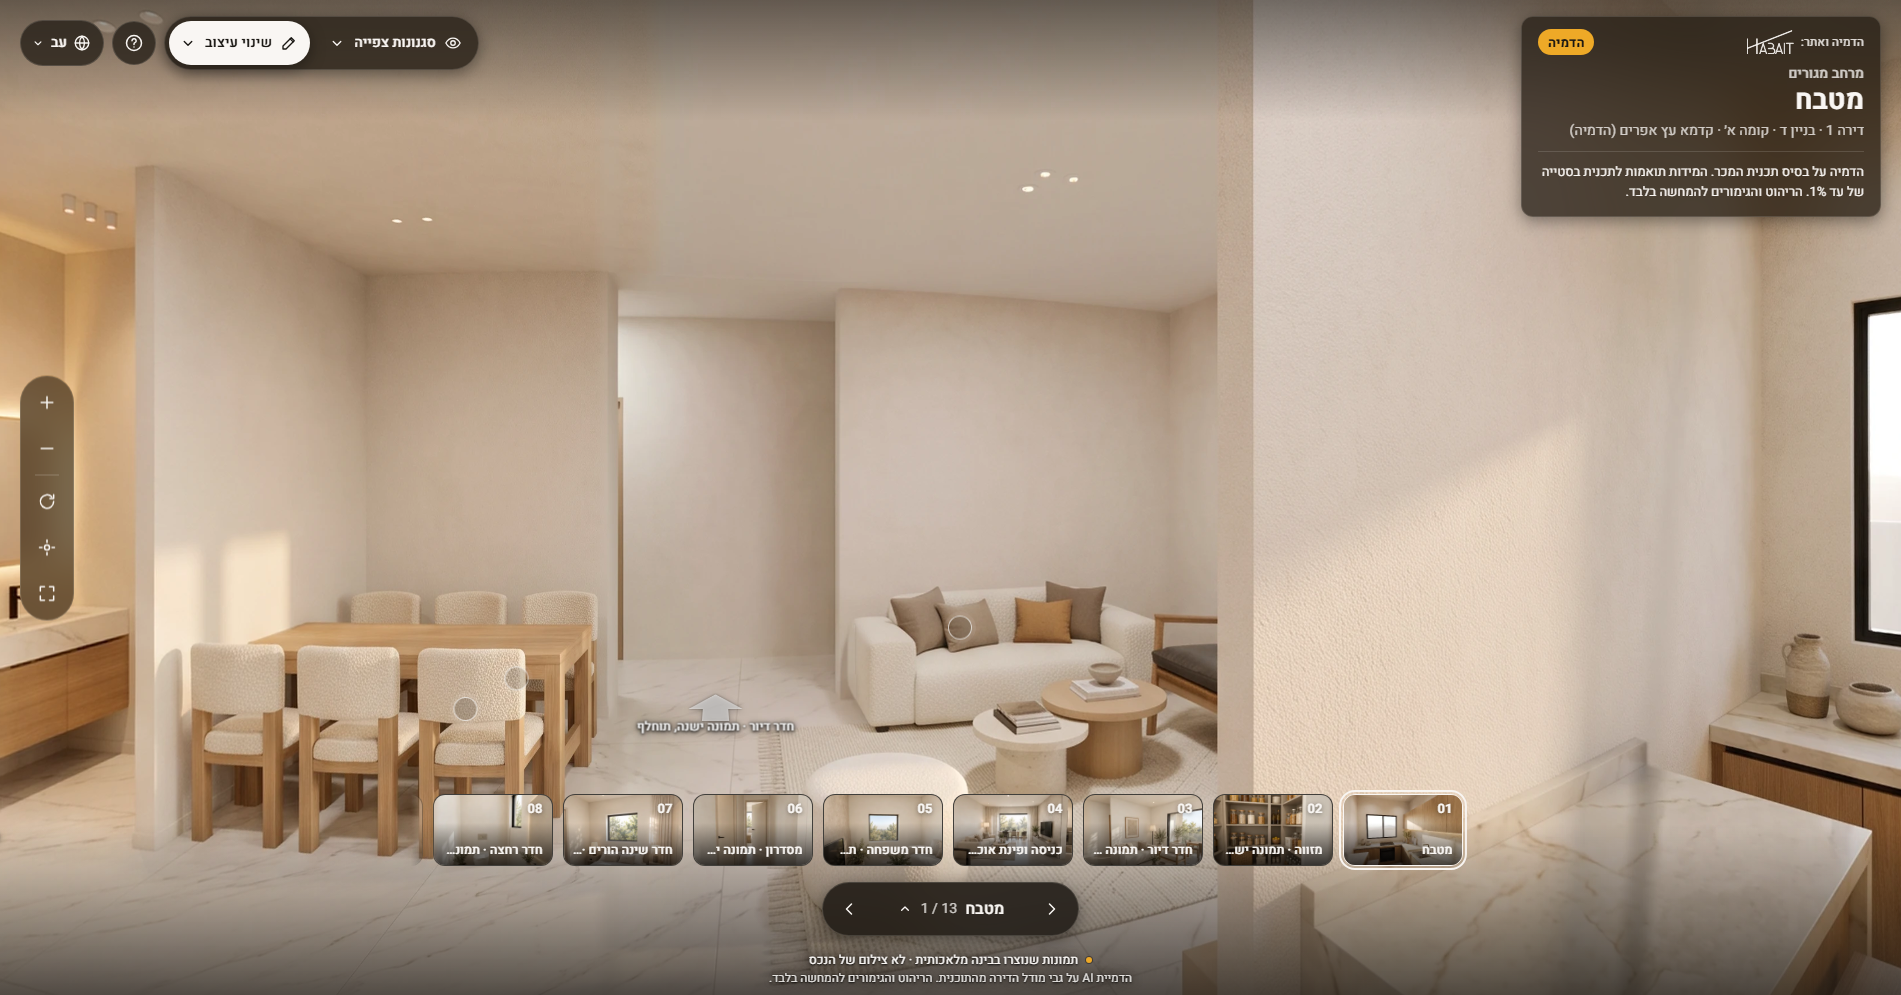 עב
שינוי עיצוב
סגנונות צפייה
הדמיה ואתר: HABAIT
הדמיה
מרחב מגורים
מטבח
דירה 1 · בניין ד · קומה א' · קדמא עץ אפרים (הדמיה)
הדמיה על בסיס תכנית המכר. המידות תואמות לתכנית בסטייה
של עד 1%. הריהוט והגימורים להמחשה בלבד.
חדר דיור · תמונה ישנה, תוחלף
01
מטבח
02
מזווה · תמונה יש...
03
חדר דיור · תמונה ...
04
כניסה ופינת אוכ...
05
חדר משפחה · ת...
06
מסדרון · תמונה י...
07
חדר שינה הורים ·...
08
חדר רחצה · תמונ...
מטבח 1 / 13
תמונות שנוצרו בבינה מלאכותית · לא צילום של הנכס
הדמיית AI על גבי מודל הדירה מהתוכנית. הריהוט והגימורים להמחשה בלבד.